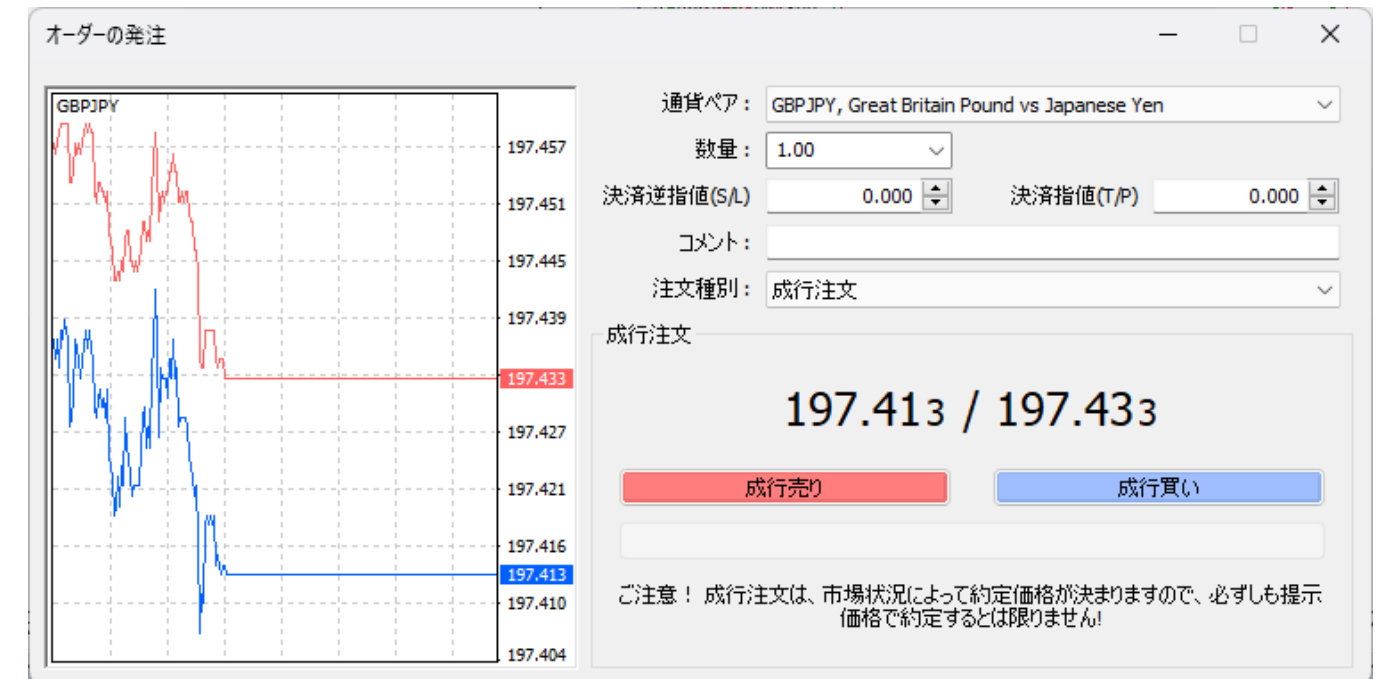 オーダーの発注
GBPJPY
197.457
197.451
197.445
197.439
197.433
197.427
197.421
197.416
197.413
197.410
197.404
通貨ペア： GBPJPY, Great Britain Pound vs Japanese Yen
数量： 1.00
決済逆指値(S/L) 0.000 決済指値(T/P) 0.000
コメント：
注文種別： 成行注文
成行注文
197.413 / 197.433
成行売り 成行買い
ご注意！ 成行注文は、市場状況によって約定価格が決まりますので、必ずしも提示
価格で約定するとは限りません!